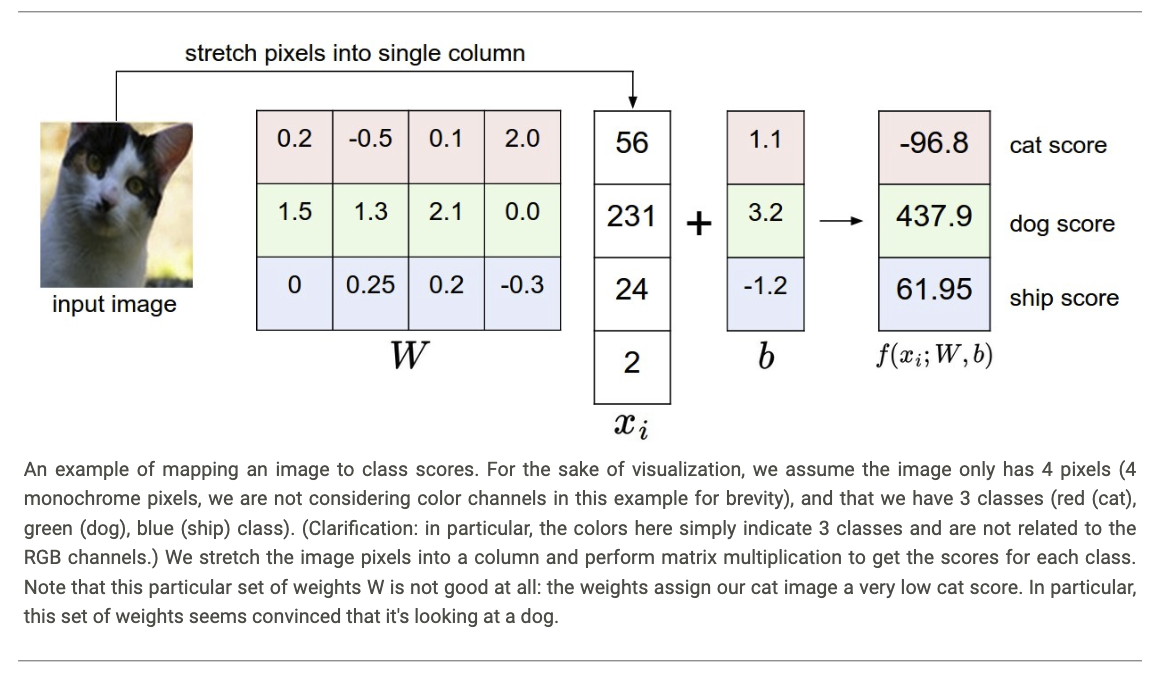 stretch pixels into single column
0.2 -0.5 0.1 2.0
1.5 1.3 2.1 0.0
0 0.25 0.2 -0.3
W
56
231
24
2
x_i
+
1.1
3.2
-1.2
b
-96.8 cat score
437.9 dog score
61.95 ship score
f(x_i; W, b)
input image
An example of mapping an image to class scores. For the sake of visualization, we assume the image only has 4 pixels (4
monochrome pixels, we are not considering color channels in this example for brevity), and that we have 3 classes (red (cat),
green (dog), blue (ship) class). (Clarification: in particular, the colors here simply indicate 3 classes and are not related to the
RGB channels.) We stretch the image pixels into a column and perform matrix multiplication to get the scores for each class.
Note that this particular set of weights W is not good at all: the weights assign our cat image a very low cat score. In particular,
this set of weights seems convinced that it's looking at a dog.